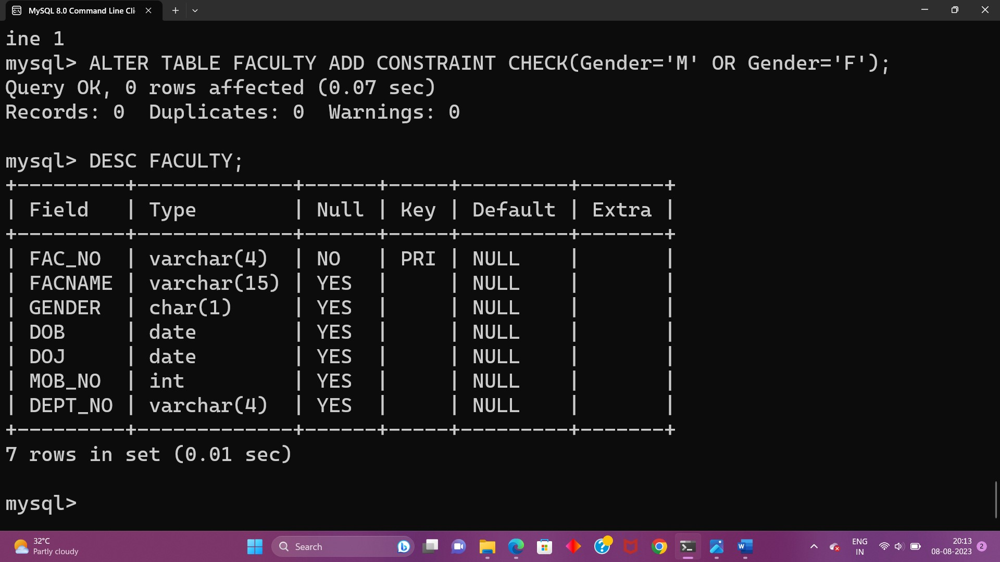 MySQL 8.0 Command Line Cli
ine 1
mysql> ALTER TABLE FACULTY ADD CONSTRAINT CHECK(Gender='M' OR Gender='F');
Query OK, 0 rows affected (0.07 sec)
Records: 0  Duplicates: 0  Warnings: 0
mysql> DESC FACULTY;
+---------+-------------+------+-----+---------+-------+
| Field   | Type        | Null | Key | Default | Extra |
+---------+-------------+------+-----+---------+-------+
| FAC_NO  | varchar(4)  | NO   | PRI | NULL    |       |
| FACNAME | varchar(15) | YES  |     | NULL    |       |
| GENDER  | char(1)     | YES  |     | NULL    |       |
| DOB     | date        | YES  |     | NULL    |       |
| DOJ     | date        | YES  |     | NULL    |       |
| MOB_NO  | int         | YES  |     | NULL    |       |
| DEPT_NO | varchar(4)  | YES  |     | NULL    |       |
+---------+-------------+------+-----+---------+-------+
7 rows in set (0.01 sec)
mysql>
32°C
Partly cloudy
Search
ENG
IN
20:13
08-08-2023
2